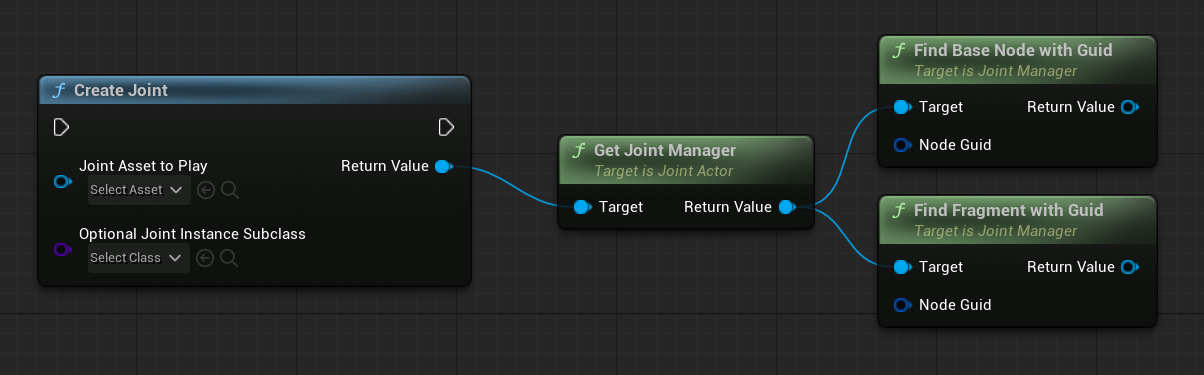 Create Joint
Joint Asset to Play
Return Value
Select Asset
Optional Joint Instance Subclass
Select Class
Get Joint Manager
Target is Joint Actor
Target
Return Value
Find Base Node with Guid
Target is Joint Manager
Target
Return Value
Node Guid
Find Fragment with Guid
Target is Joint Manager
Target
Return Value
Node Guid